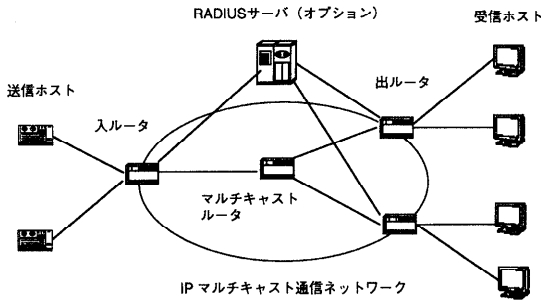 RADIUSサーバ（オプション）
受信ホスト
送信ホスト
出ルータ
入ルータ
マルチキャスト
ルータ
IP マルチキャスト通信ネットワーク